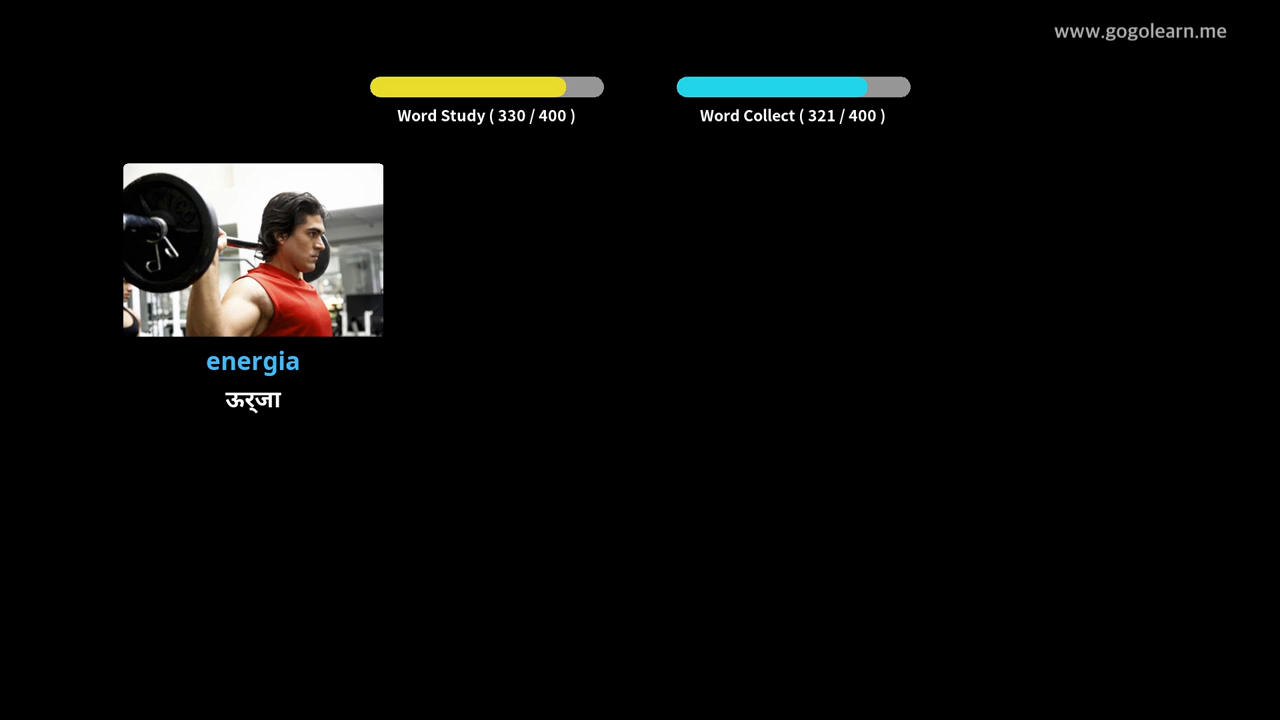 www.gogolearn.me
Word Study ( 330 / 400 )
Word Collect ( 321 / 400 )
energia
ऊर्जा